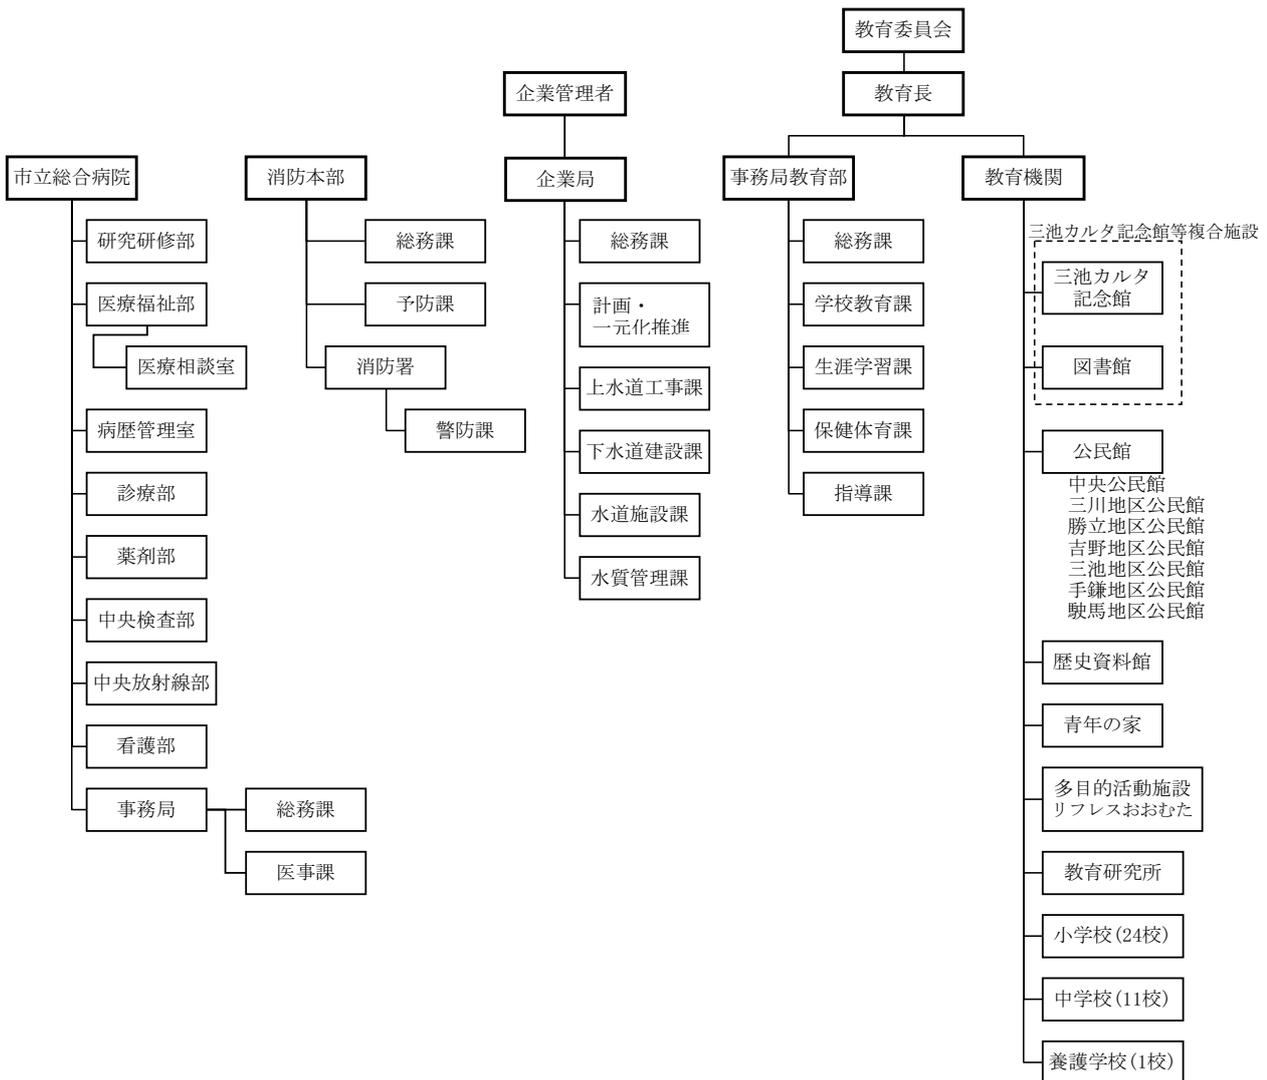 教育委員会
教育長
企業管理者
市立総合病院
研究研修部
医療福祉部
医療相談室
病歴管理室
診療部
薬剤部
中央検査部
中央放射線部
看護部
事務局
総務課
医事課
消防本部
総務課
予防課
消防署
警防課
企業局
総務課
計画・
一元化推進
上水道工事課
下水道建設課
水道施設課
水質管理課
事務局教育部
総務課
学校教育課
生涯学習課
保健体育課
指導課
教育機関
三池カルタ記念館等複合施設
三池カルタ
記念館
図書館
公民館
中央公民館
三川地区公民館
勝立地区公民館
吉野地区公民館
三池地区公民館
手鎌地区公民館
駛馬地区公民館
歴史資料館
青年の家
多目的活動施設
リフレスおおむた
教育研究所
小学校(24校)
中学校(11校)
養護学校(1校)